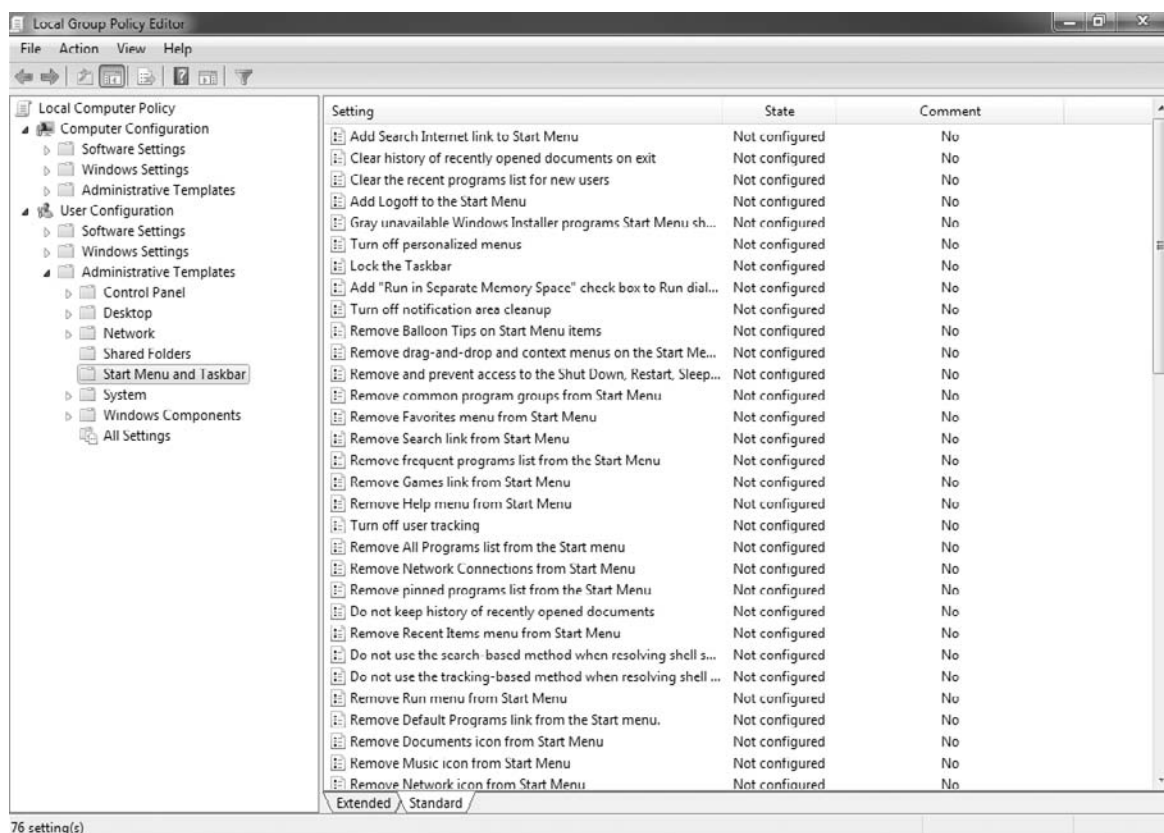 Local Group Policy Editor
File Action View Help
Local Computer Policy
Computer Configuration
Software Settings
Windows Settings
Administrative Templates
User Configuration
Software Settings
Windows Settings
Administrative Templates
Control Panel
Desktop
Network
Shared Folders
Start Menu and Taskbar
System
Windows Components
All Settings
Setting State Comment
Add Search Internet link to Start Menu Not configured No
Clear history of recently opened documents on exit Not configured No
Clear the recent programs list for new users Not configured No
Add Logoff to the Start Menu Not configured No
Gray unavailable Windows Installer programs Start Menu sh... Not configured No
Turn off personalized menus Not configured No
Lock the Taskbar Not configured No
Add "Run in Separate Memory Space" check box to Run dial... Not configured No
Turn off notification area cleanup Not configured No
Remove Balloon Tips on Start Menu items Not configured No
Remove drag-and-drop and context menus on the Start Me... Not configured No
Remove and prevent access to the Shut Down, Restart, Sleep... Not configured No
Remove common program groups from Start Menu Not configured No
Remove Favorites menu from Start Menu Not configured No
Remove Search link from Start Menu Not configured No
Remove frequent programs list from the Start Menu Not configured No
Remove Games link from Start Menu Not configured No
Remove Help menu from Start Menu Not configured No
Turn off user tracking Not configured No
Remove All Programs list from the Start menu Not configured No
Remove Network Connections from Start Menu Not configured No
Remove pinned programs list from the Start Menu Not configured No
Do not keep history of recently opened documents Not configured No
Remove Recent Items menu from Start Menu Not configured No
Do not use the search-based method when resolving shell s... Not configured No
Do not use the tracking-based method when resolving shell ... Not configured No
Remove Run menu from Start Menu Not configured No
Remove Default Programs link from the Start menu. Not configured No
Remove Documents icon from Start Menu Not configured No
Remove Music icon from Start Menu Not configured No
Remove Network icon from Start Menu Not configured No
Extended Standard
76 setting(s)